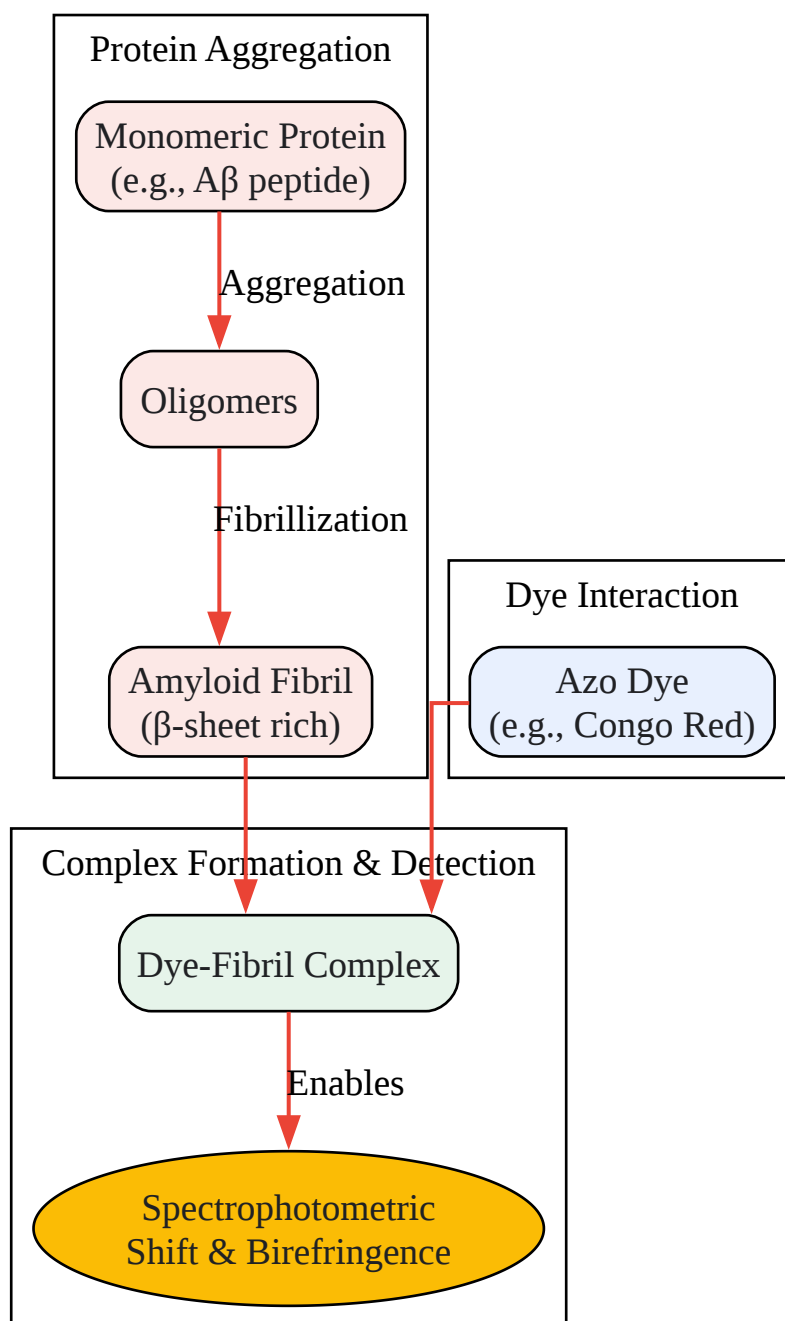 Protein Aggregation
Monomeric Protein
(e.g., Aβ peptide)
Aggregation
Oligomers
Fibrillization
Amyloid Fibril
(β-sheet rich)
Dye Interaction
Azo Dye
(e.g., Congo Red)
Complex Formation & Detection
Dye-Fibril Complex
Enables
Spectrophotometric
Shift & Birefringence